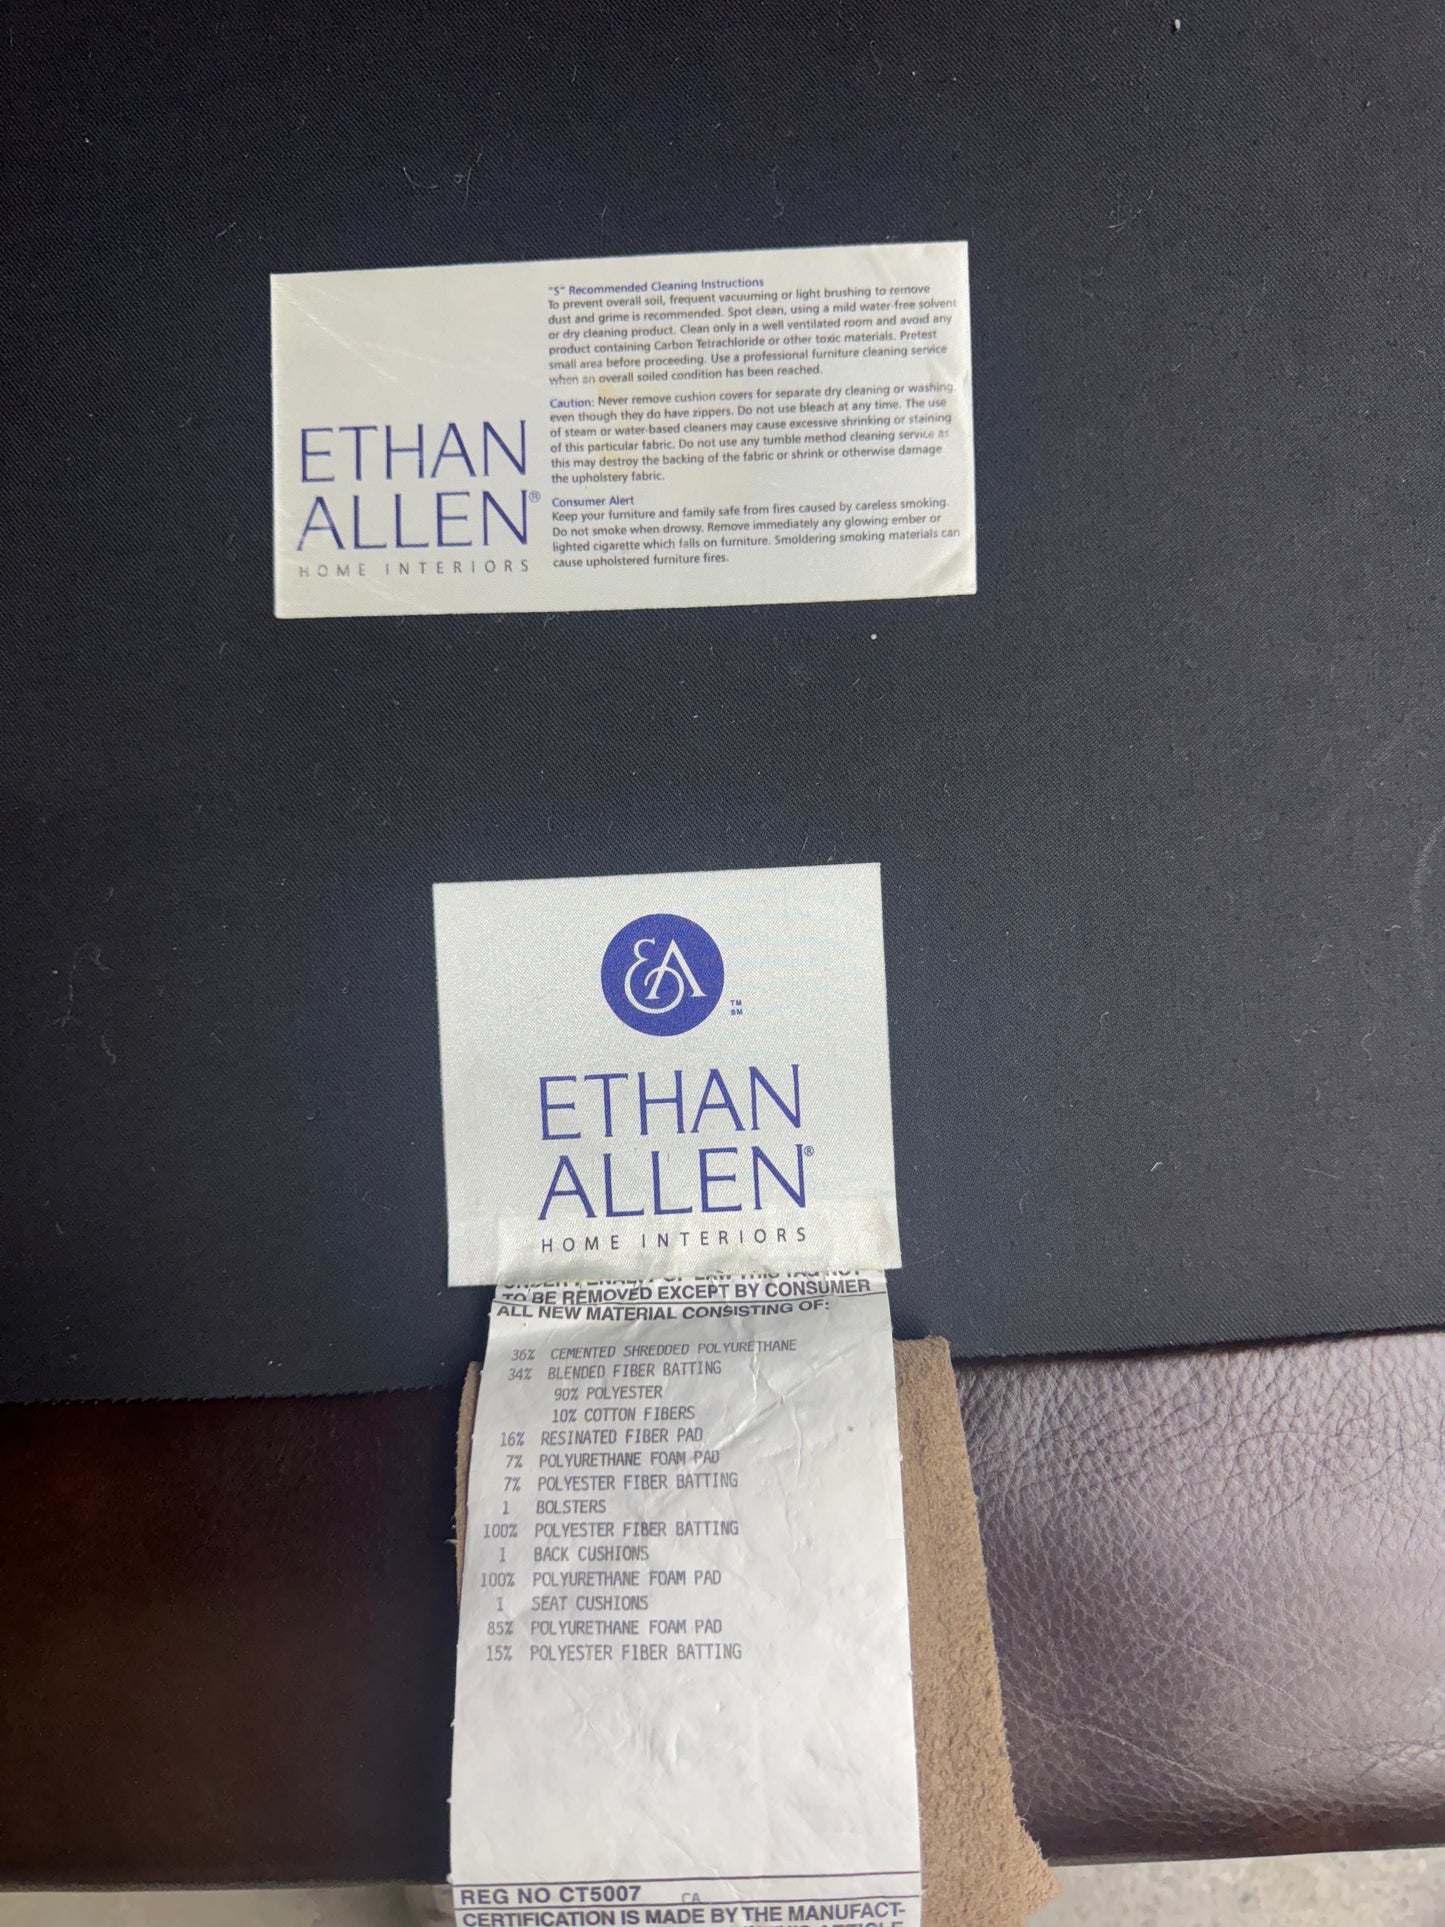 "S" Recommended Cleaning Instructions
To prevent overall soil, frequent vacuuming or light brushing to remove
dust and grime is recommended. Spot clean, using a mild water-free solvent
or dry cleaning product. Clean only in a well ventilated room and avoid any
product containing Carbon Tetrachloride or other toxic materials. Pretest
small area before proceeding. Use a professional furniture cleaning service
when an overall soiled condition has been reached.
Caution: Never remove cushion covers for separate dry cleaning or washing,
even though they do have zippers. Do not use bleach at any time. The use
of steam or water-based cleaners may cause excessive shrinking or staining
of this particular fabric. Do not use any tumble method cleaning service as
this may destroy the backing of the fabric or shrink or otherwise damage
the upholstery fabric.
Consumer Alert
Keep your furniture and family safe from fires caused by careless smoking.
Do not smoke when drowsy. Remove immediately any glowing ember or
lighted cigarette which falls on furniture. Smoldering smoking materials can
cause upholstered furniture fires.
ETHAN
ALLEN®
HOME INTERIORS
EA
TM
SM
ETHAN
ALLEN®
HOME INTERIORS
UNDER PENALTY OF LAW THIS TAG NOT
TO BE REMOVED EXCEPT BY CONSUMER
ALL NEW MATERIAL CONSISTING OF:
36% CEMENTED SHREDDED POLYURETHANE
34% BLENDED FIBER BATTING
90% POLYESTER
10% COTTON FIBERS
16% RESINATED FIBER PAD
7% POLYURETHANE FOAM PAD
7% POLYESTER FIBER BATTING
1 BOLSTERS
100% POLYESTER FIBER BATTING
1 BACK CUSHIONS
100% POLYURETHANE FOAM PAD
1 SEAT CUSHIONS
85% POLYURETHANE FOAM PAD
15% POLYESTER FIBER BATTING
REG NO CT5007 CA
CERTIFICATION IS MADE BY THE MANUFACT-